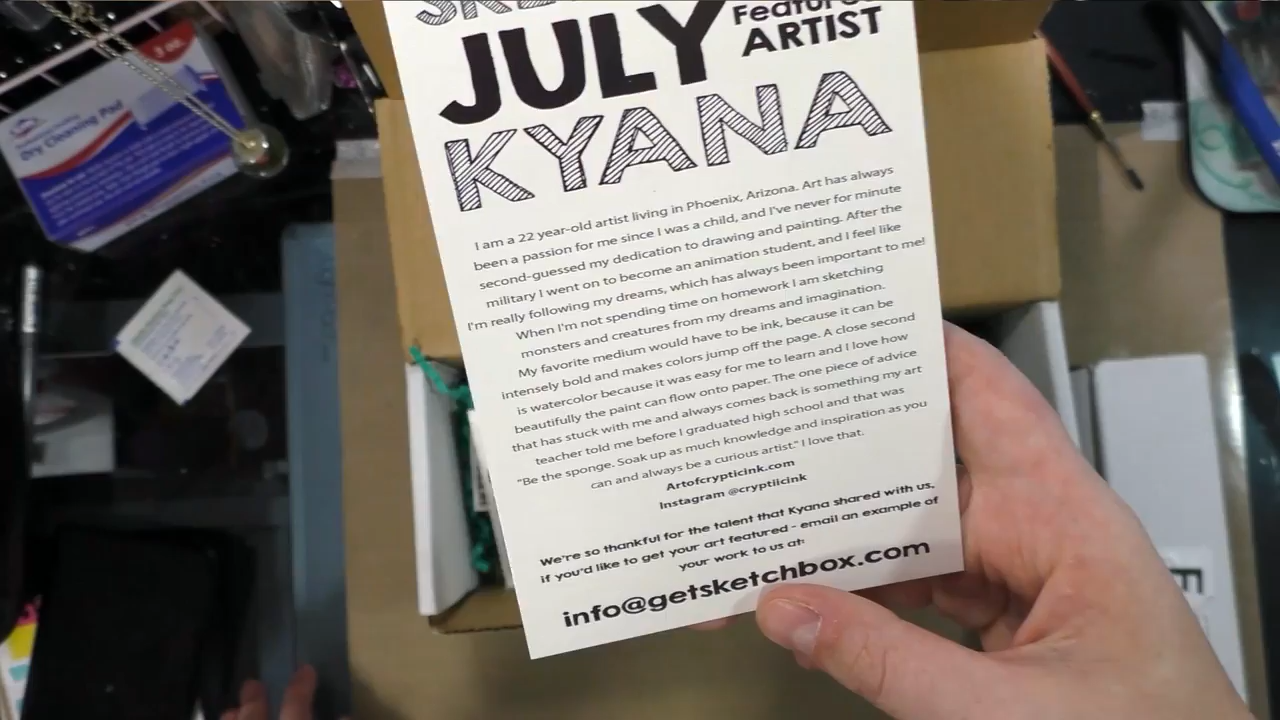 JULY
ARTIST
KYANA
I am a 22 year-old artist living in Phoenix, Arizona. Art has always
been a passion for me since I was a child, and I've never for minute
second-guessed my dedication to drawing and painting. After the
military I went on to become an animation student, and I feel like
I'm really following my dreams, which has always been important to me!
When I'm not spending time on homework I am sketching
monsters and creatures from my dreams and imagination.
My favorite medium would have to be ink, because it can be
intensely bold and makes colors jump off the page. A close second
is watercolor because it was easy for me to learn and I love how
beautifully the paint can flow onto paper. The one piece of advice
that has stuck with me and always comes back is something my art
teacher told me before I graduated high school and that was
"Be the sponge. Soak up as much knowledge and inspiration as you
can and always be a curious artist." I love that.
Artofcrypticink.com
Instagram @cryptiicink
We're so thankful for the talent that Kyana shared with us,
if you'd like to get your art featured - email an example of
your work to us at:
info@getsketchbox.com
3 oz.
Dry Cleaning Pad